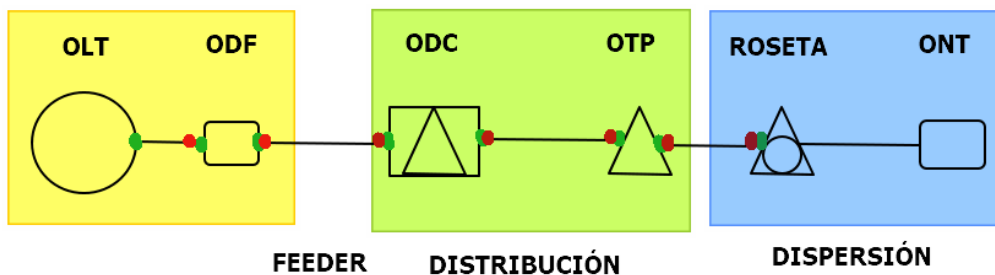 OLT ODF ODC OTP ROSETA ONT
FEEDER DISTRIBUCIÓN DISPERSIÓN